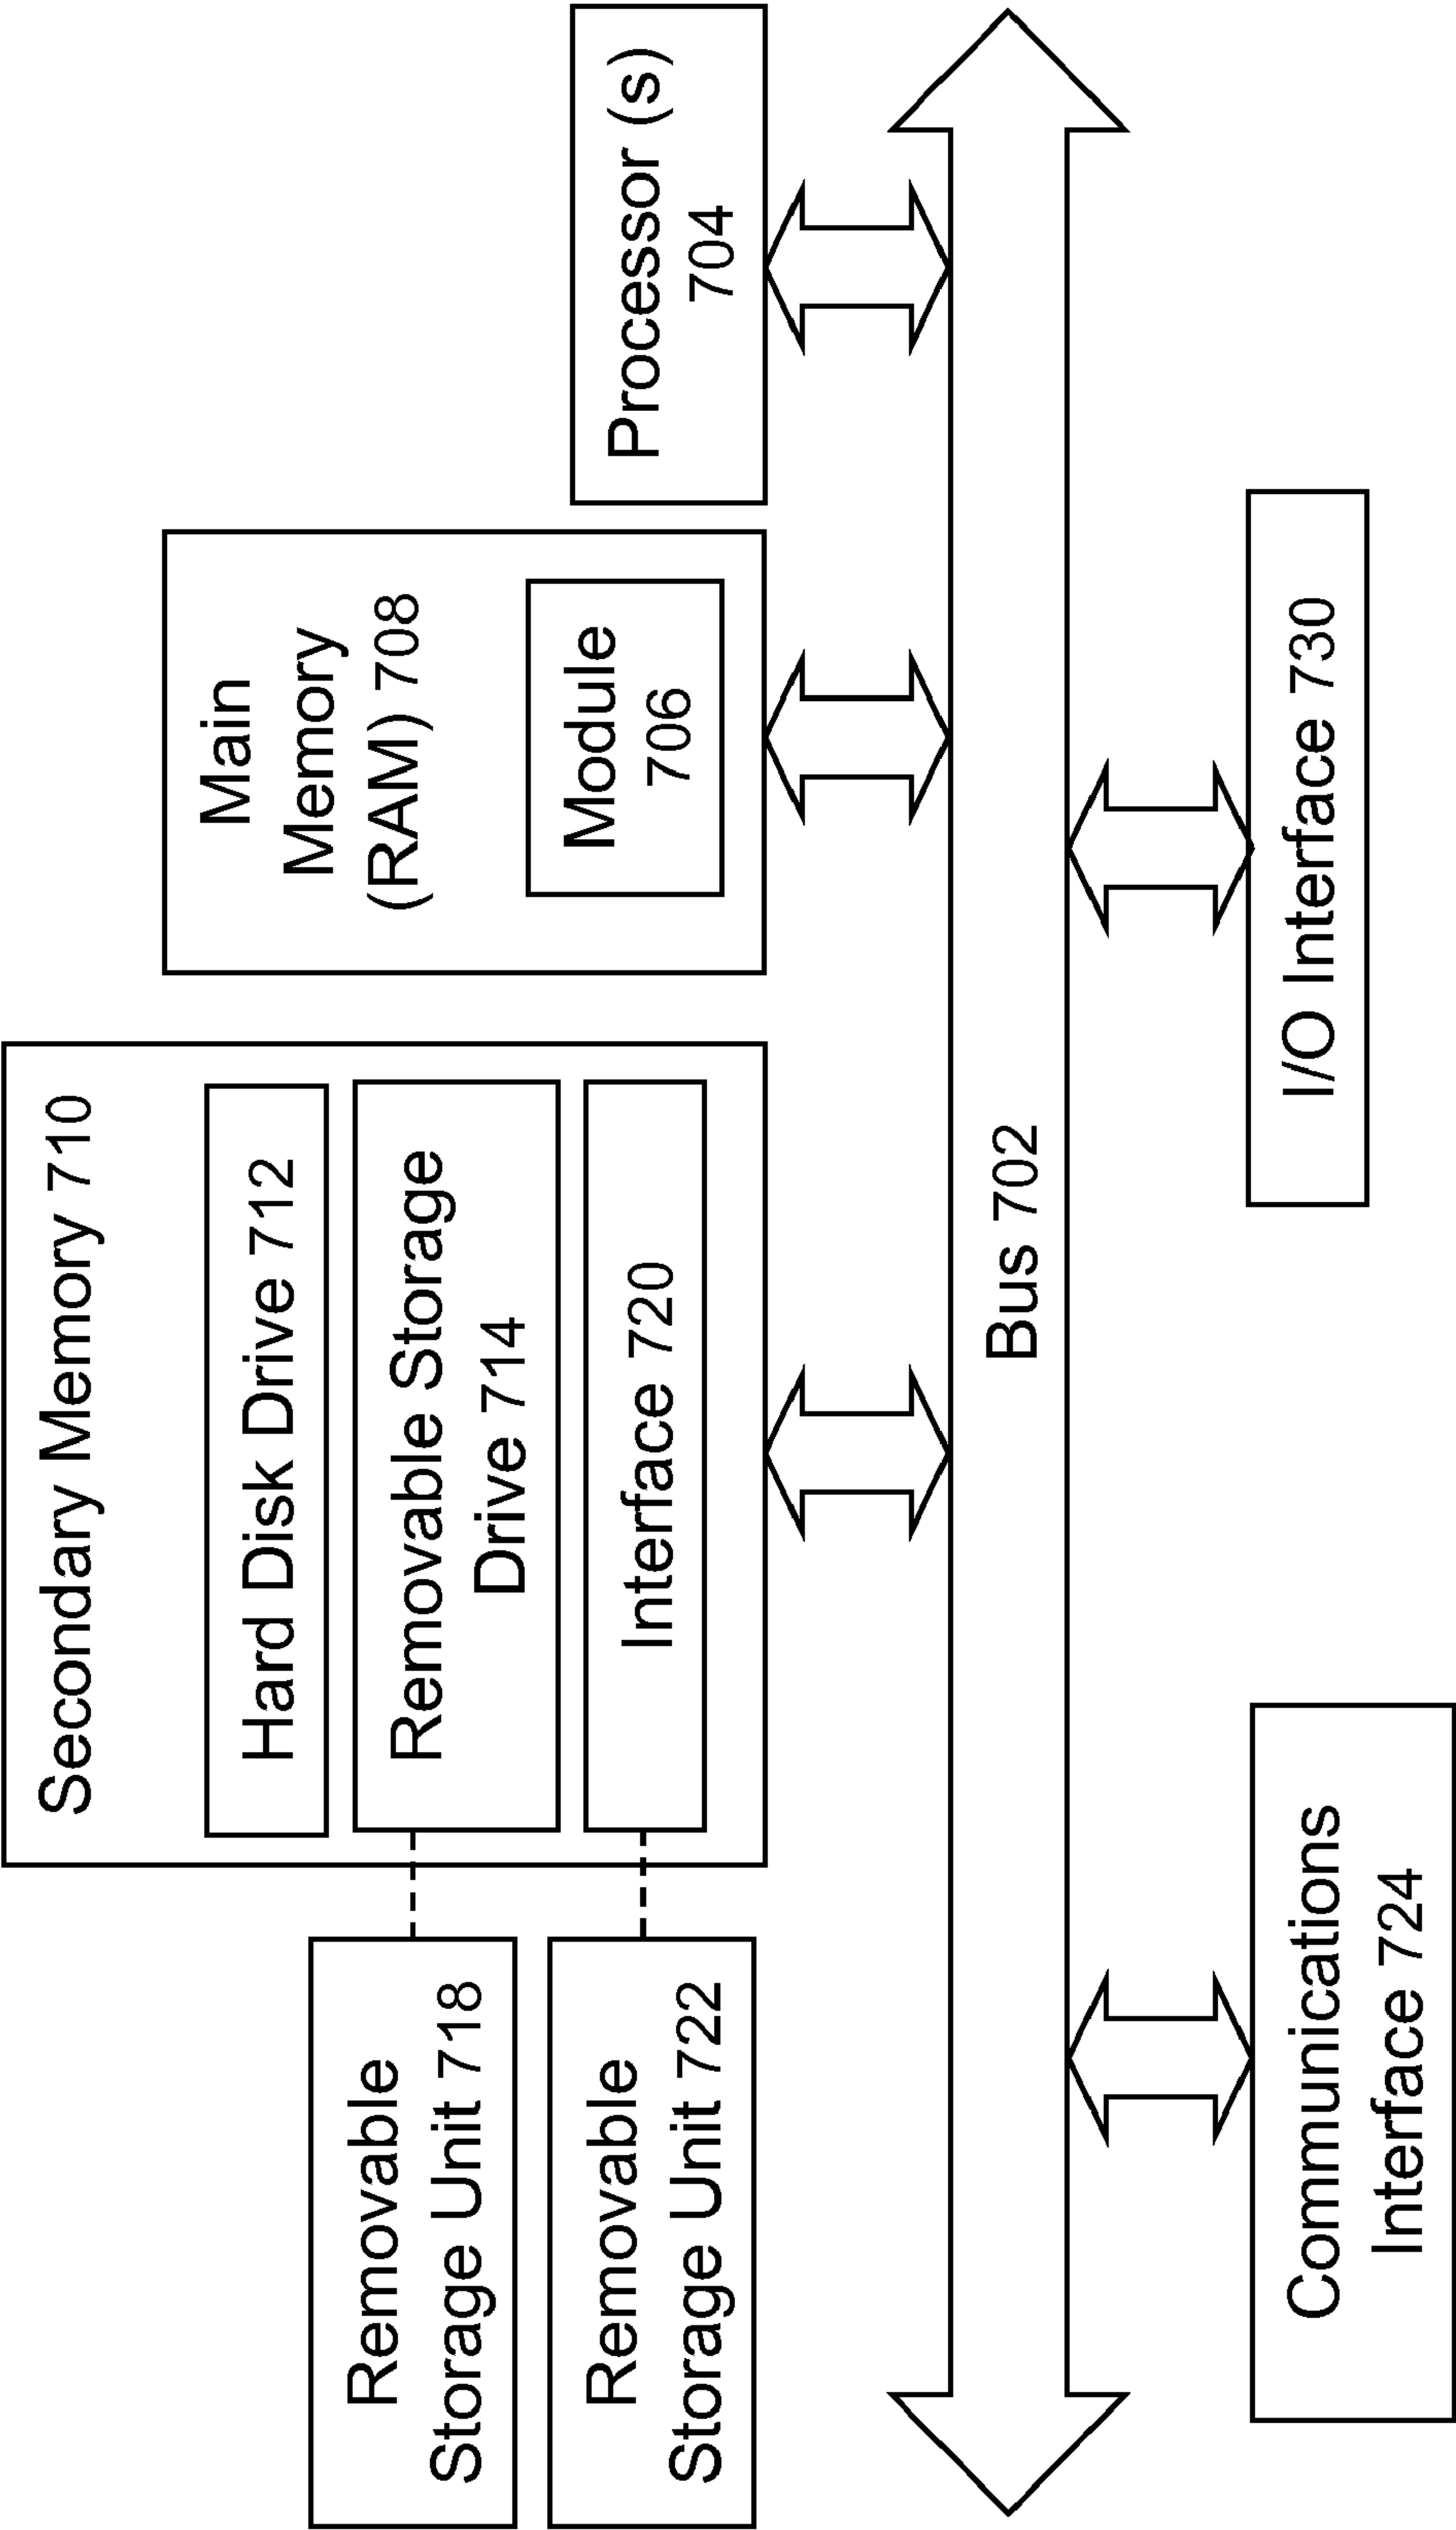 Removable
Storage Unit 718
Removable
Storage Unit 722
Secondary Memory 710
Hard Disk Drive 712
Removable Storage
Drive 714
Interface 720
Main
Memory
(RAM) 708
Module
706
Processor (s)
704
Bus 702
Communications
Interface 724
I/O Interface 730